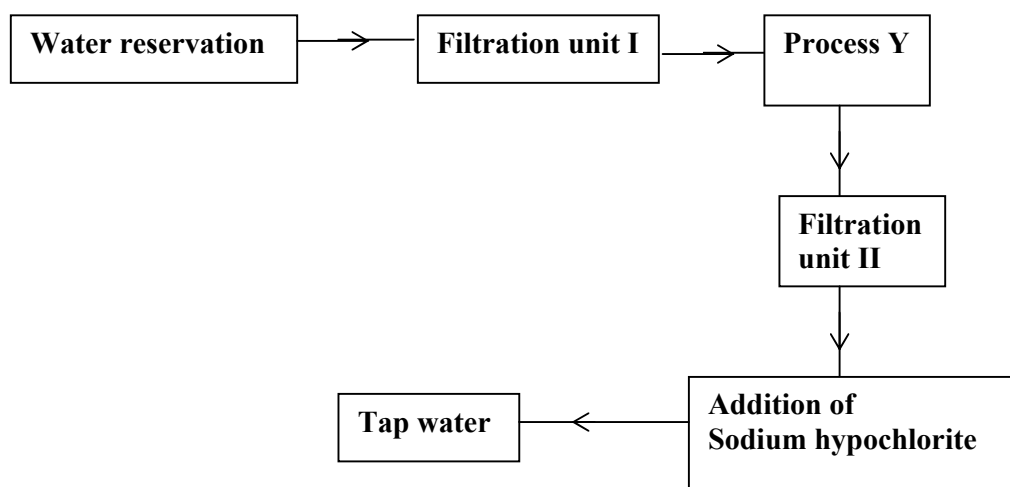 Water reservation
Filtration unit I
Process Y
Filtration
unit II
Addition of
Sodium hypochlorite
Tap water